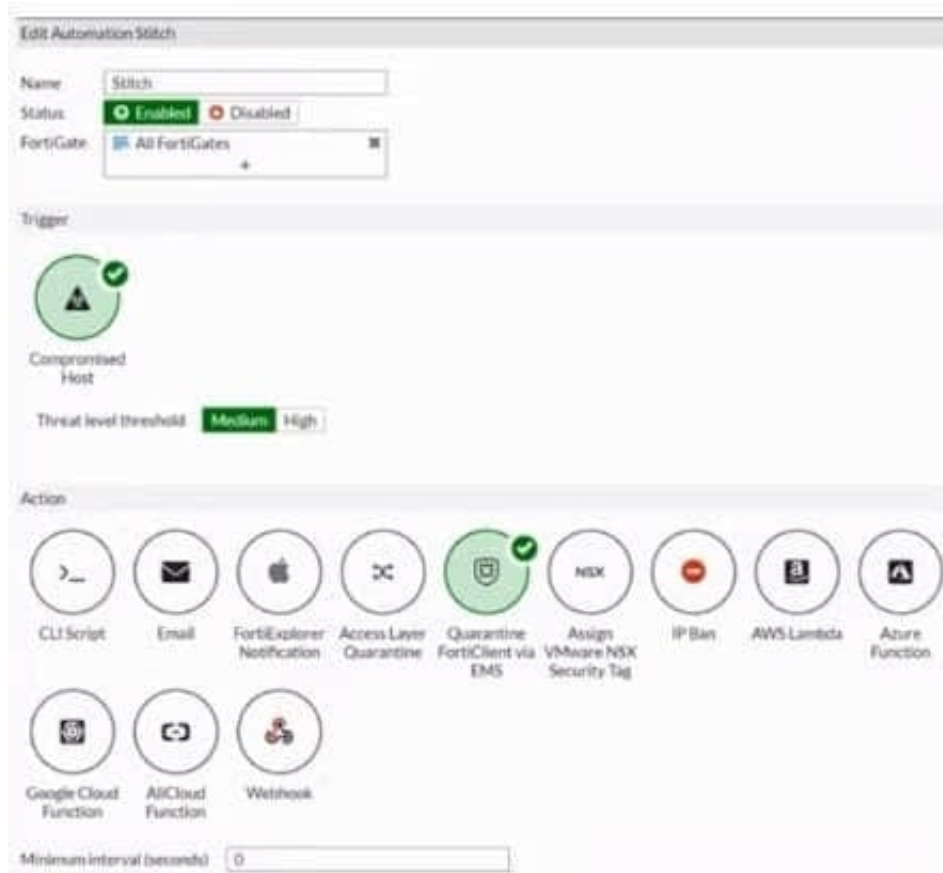 Edit Automation Stitch
Name Stitch
Status Enabled Disabled
FortiGate All FortiGates
+
Trigger
Compromised
Host
Threat level threshold Medium High
Action
>_ NSX a
CLI Script Email FortiExplorer Access Layer Quarantine Assign IP Ban AWS Lambda Azure
Notification Quarantine FortiClient via VMware NSX Function
EMS Security Tag
Google Cloud AliCloud Webhook
Function Function
Minimum interval (seconds) 0